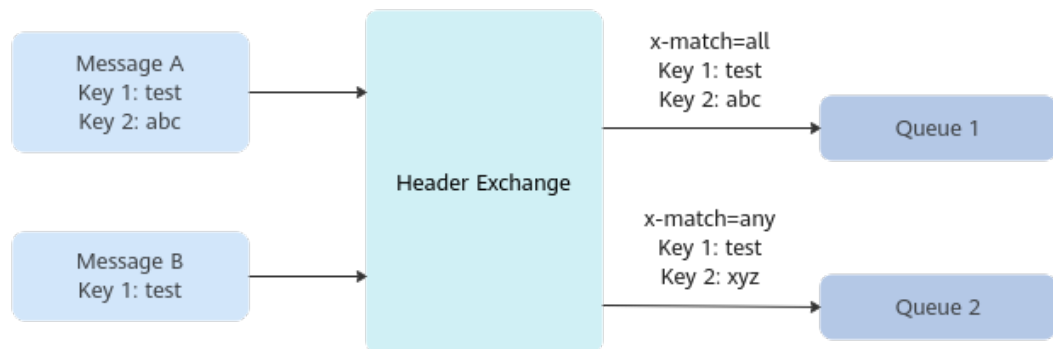 Message A
Key 1: test
Key 2: abc
Message B
Key 1: test
Header Exchange
x-match=all
Key 1: test
Key 2: abc
Queue 1
x-match=any
Key 1: test
Key 2: xyz
Queue 2